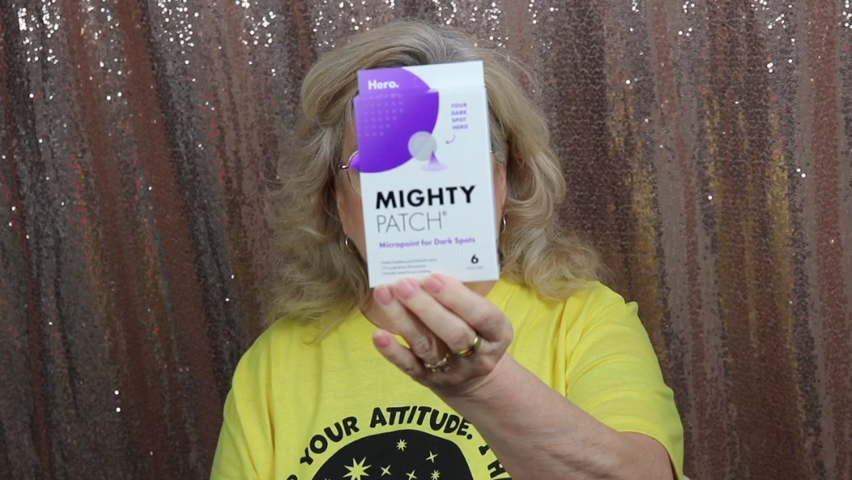 Hero.
YOUR
DARK
SPOT
HERO
MIGHTY
PATCH
Micropoint for Dark Spots
6
YOUR ATTITUDE.